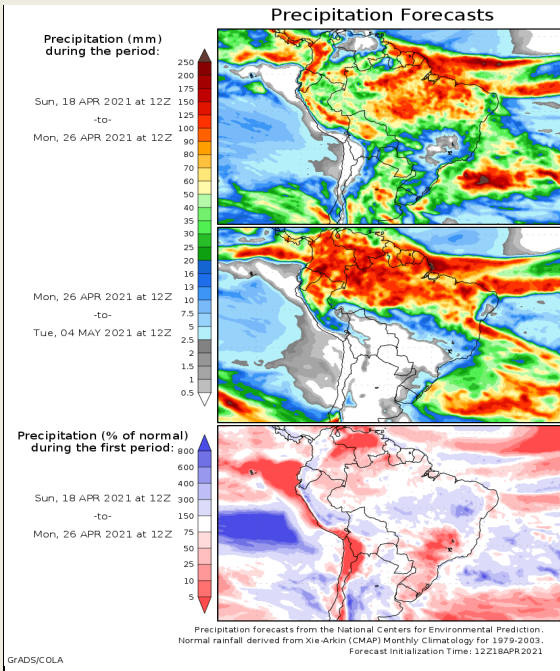 Precipitation Forecasts
Precipitation (mm)
during the period:
Sun, 18 APR 2021 at 12Z
-to-
Mon, 26 APR 2021 at 12Z
250
200
175
150
125
100
90
80
70
60
50
40
35
30
25
20
16
13
10
7.5
5
2.5
2
1.5
1
0.5
Mon, 26 APR 2021 at 12Z
-to-
Tue, 04 MAY 2021 at 12Z
Precipitation (% of normal)
during the first period:
Sun, 18 APR 2021 at 12Z
-to-
Mon, 26 APR 2021 at 12Z
800
600
400
300
150
75
50
25
10
5
Precipitation forecasts from the National Centers for Environmental Prediction.
Normal rainfall derived from Xie-Arkin (CMAP) Monthly Climatology for 1979-2003.
Forecast Initialization Time: 12Z18APR2021
GrADS/COLA